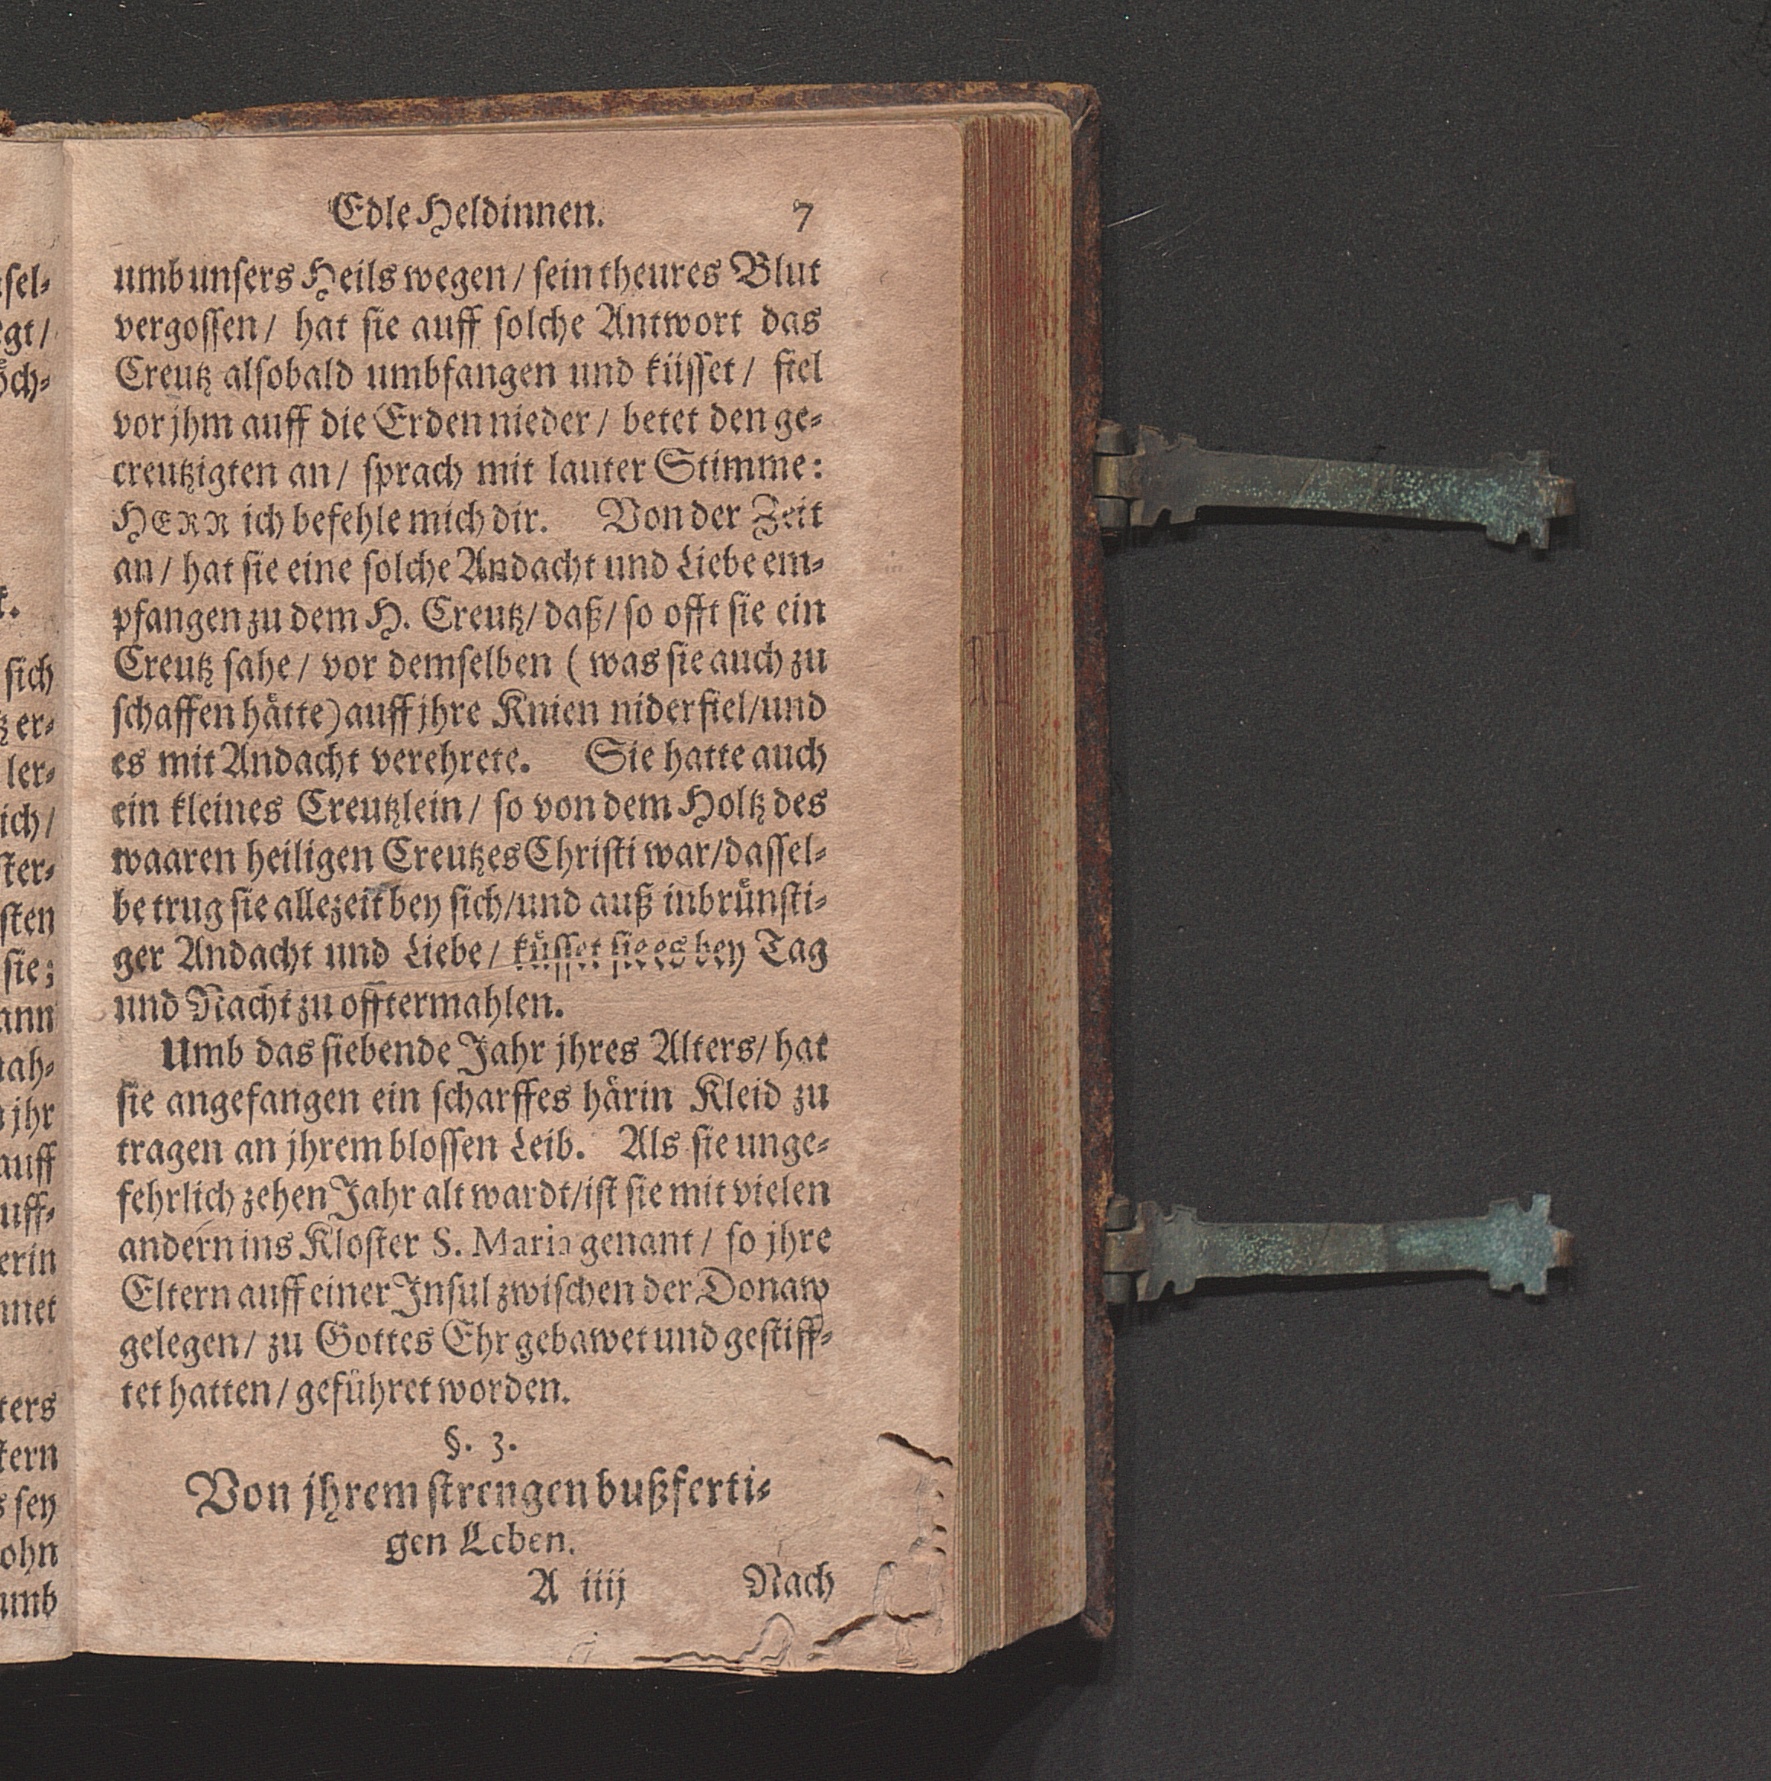 Edle Heldinnen. 7
umb unsers Heils wegen / sein theures Blut
vergossen / hat sie auff solche Antwort das
Creutz alsobald umbfangen und küsset / fiel
vor jhm auff die Erden nieder / betet den ge-
creutzigten an / sprach mit lauter Stimme:
HERR ich befehle mich dir. Von der Zeit
an / hat sie eine solche Andacht und Liebe em-
pfangen zu dem H. Creutz / daß / so offt sie ein
Creutz sahe / vor demselben ( was sie auch zu
schaffen hätte) auff jhre Knien niderfiel / und
es mit Andacht verehrete. Sie hatte auch
ein kleines Creutzlein / so von dem Holtz des
waaren heiligen Creutzes Christi war / dassel-
be trug sie allezeit bey sich / und auß inbrünsti-
ger Andacht und Liebe / küsset sie es bey Tag
und Nacht zu offtermahlen.
Umb das siebende Jahr jhres Alters / hat
sie angefangen ein scharffes härin Kleid zu
tragen an jhrem blossen Leib. Als sie unge-
fehrlich zehen Jahr alt wardt / ist sie mit vielen
andern ins Kloster S. Maria genant / so jhre
Eltern auff einer Insul zwischen der Donaw
gelegen / zu Gottes Ehr gebawet und gestiff-
tet hatten / geführet worden.
§. 3.
Von jhrem strengen bußferti-
gen Leben.
A iiij Nach